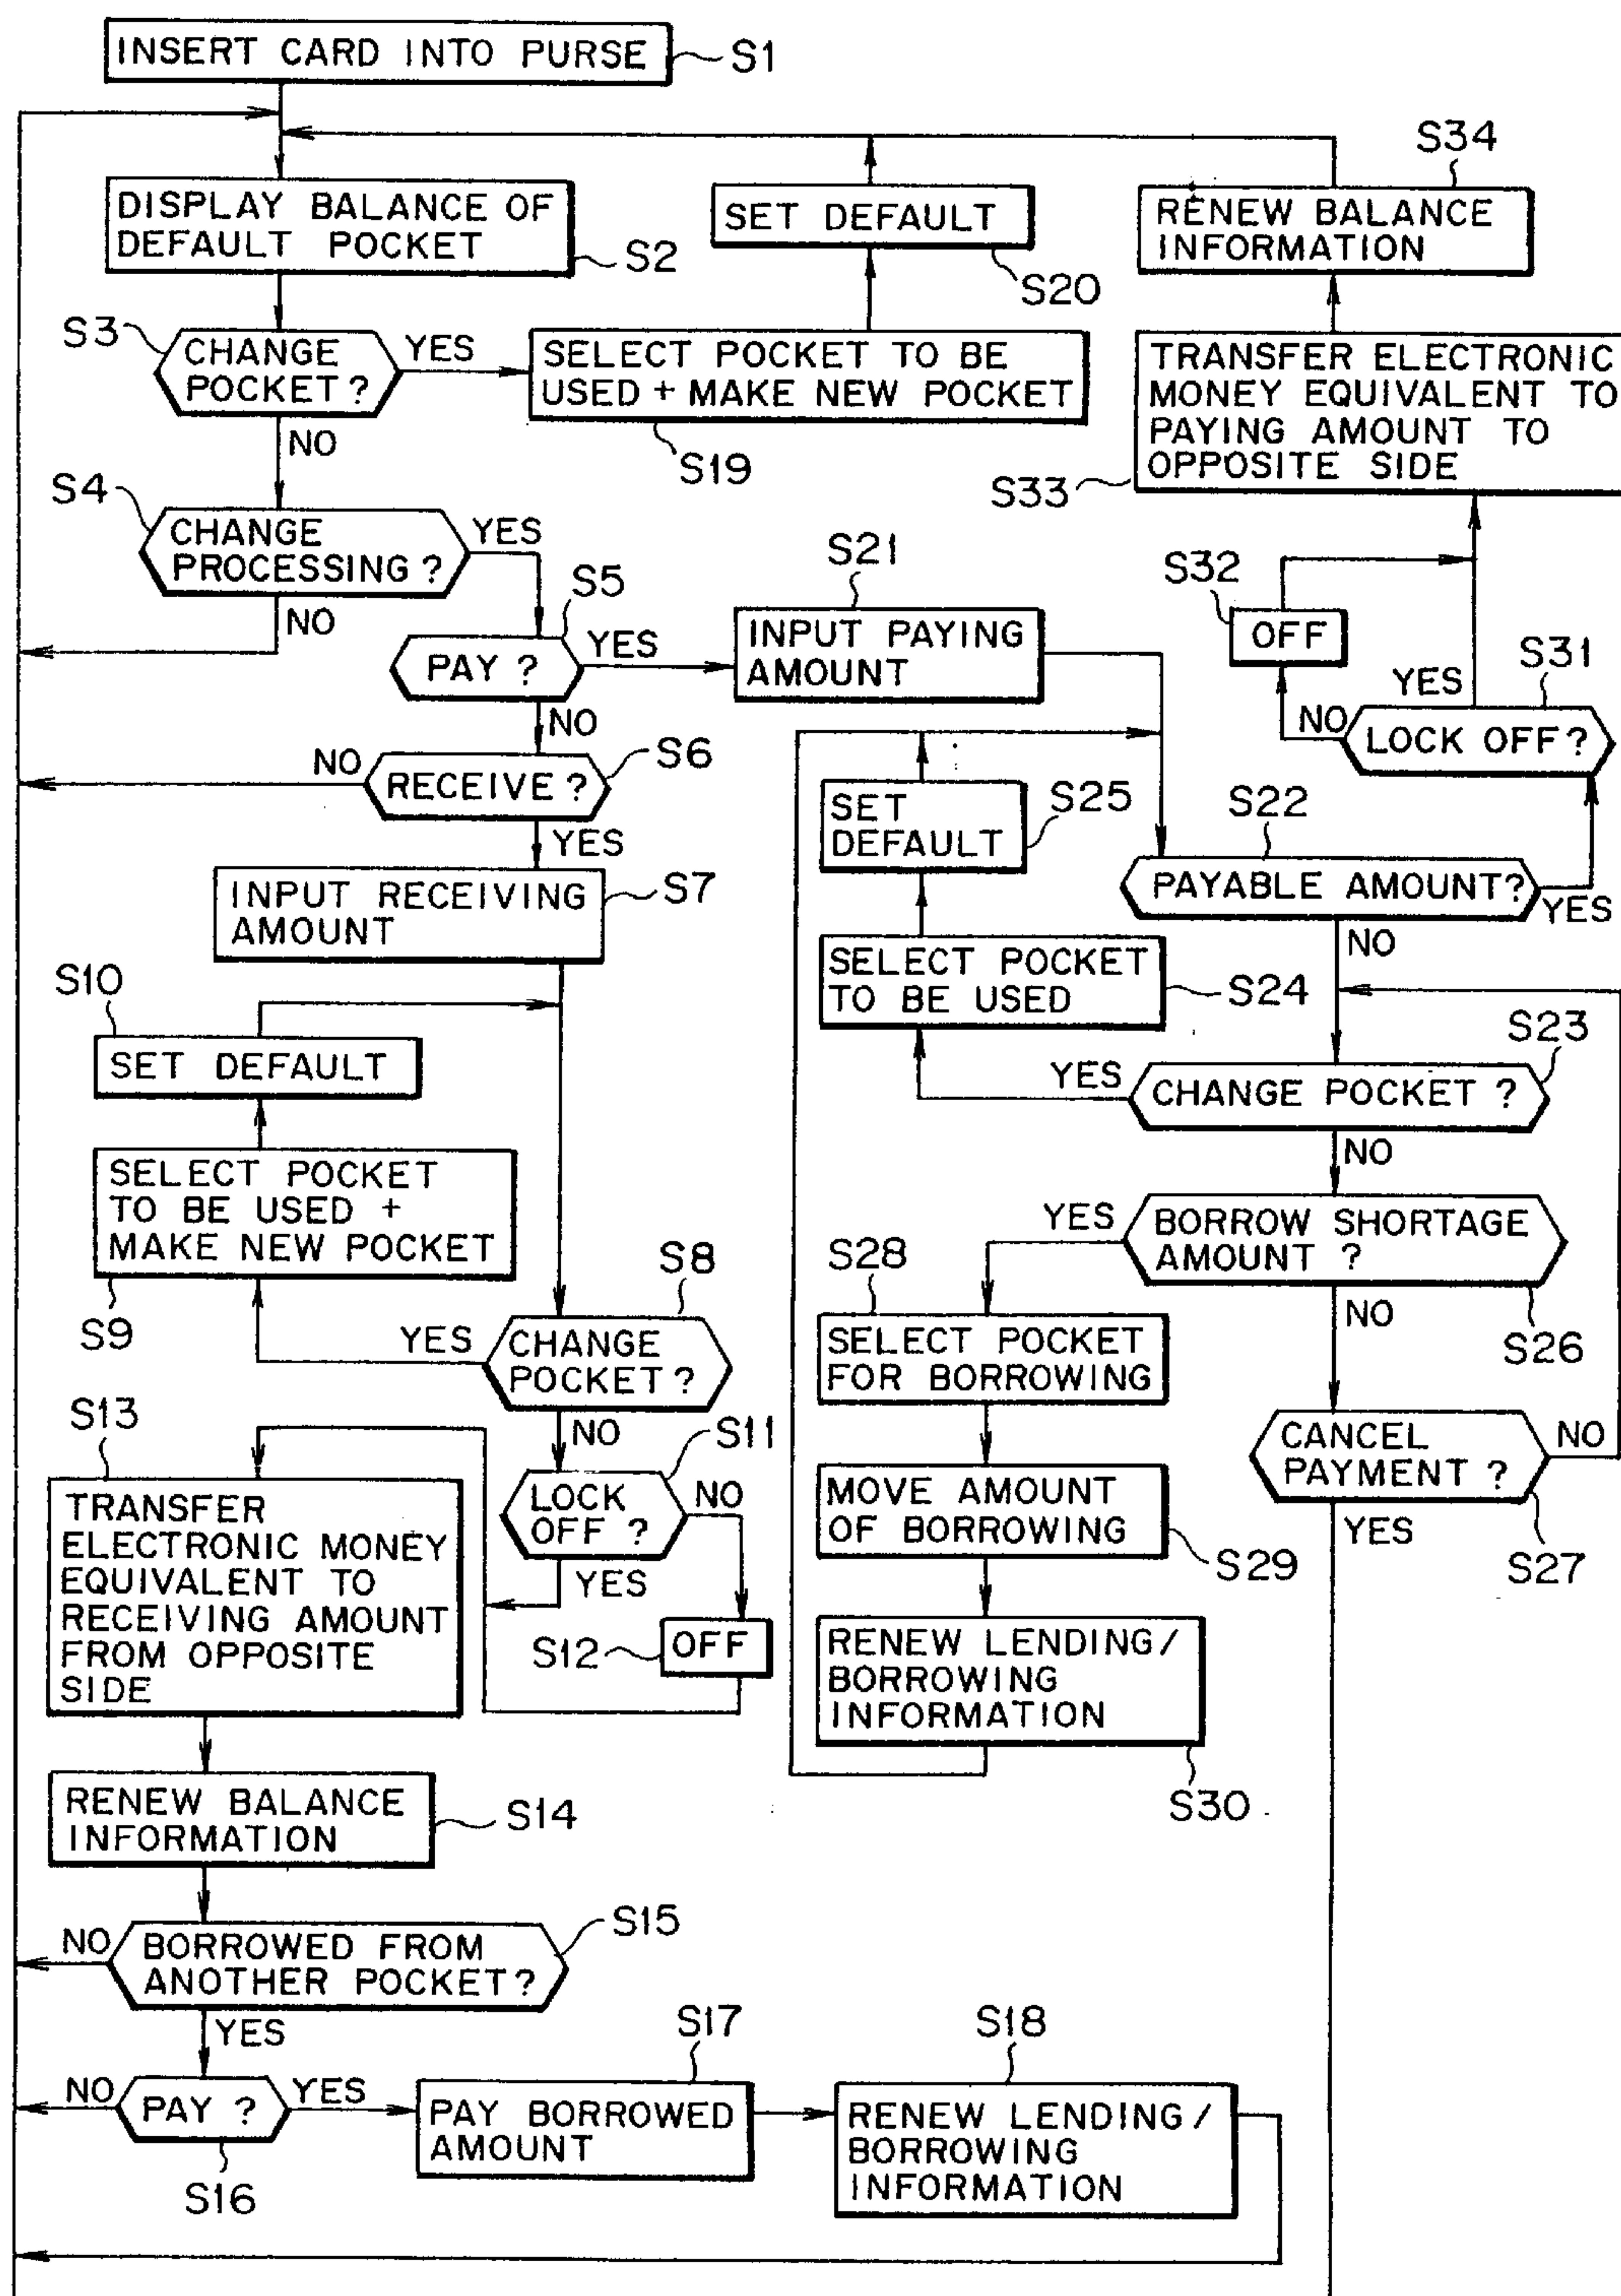 INSERT CARD INTO PURSE
S1
S34
DISPLAY BALANCE OF
DEFAULT POCKET
S2
SET DEFAULT
S20
RENEW BALANCE
INFORMATION
S3
CHANGE
POCKET ?
YES
NO
SELECT POCKET TO BE
USED + MAKE NEW POCKET
S19
TRANSFER ELECTRONIC
MONEY EQUIVALENT TO
PAYING AMOUNT TO
OPPOSITE SIDE
S33
S4
CHANGE
PROCESSING ?
YES
NO
S5
PAY ?
YES
NO
S21
INPUT PAYING
AMOUNT
S32
OFF
YES
S31
NO
LOCK OFF ?
NO
RECEIVE ?
S6
YES
INPUT RECEIVING
AMOUNT
S7
SET
DEFAULT
S25
S22
PAYABLE AMOUNT?
YES
NO
SELECT POCKET
TO BE USED
S24
S23
YES
CHANGE POCKET ?
NO
S10
SET DEFAULT
SELECT POCKET
TO BE USED +
MAKE NEW POCKET
S9
S8
YES
CHANGE
POCKET ?
NO
YES
BORROW SHORTAGE
AMOUNT ?
S26
NO
S28
SELECT POCKET
FOR BORROWING
CANCEL
PAYMENT ?
NO
YES
S27
S13
S11
LOCK
OFF ?
NO
YES
S12
OFF
TRANSFER
ELECTRONIC MONEY
EQUIVALENT TO
RECEIVING AMOUNT
FROM OPPOSITE
SIDE
MOVE AMOUNT
OF BORROWING
S29
RENEW LENDING/
BORROWING
INFORMATION
S30
RENEW BALANCE
INFORMATION
S14
NO
BORROWED FROM
ANOTHER POCKET?
S15
YES
NO
PAY ?
YES
S16
S17
PAY BORROWED
AMOUNT
S18
RENEW LENDING /
BORROWING
INFORMATION